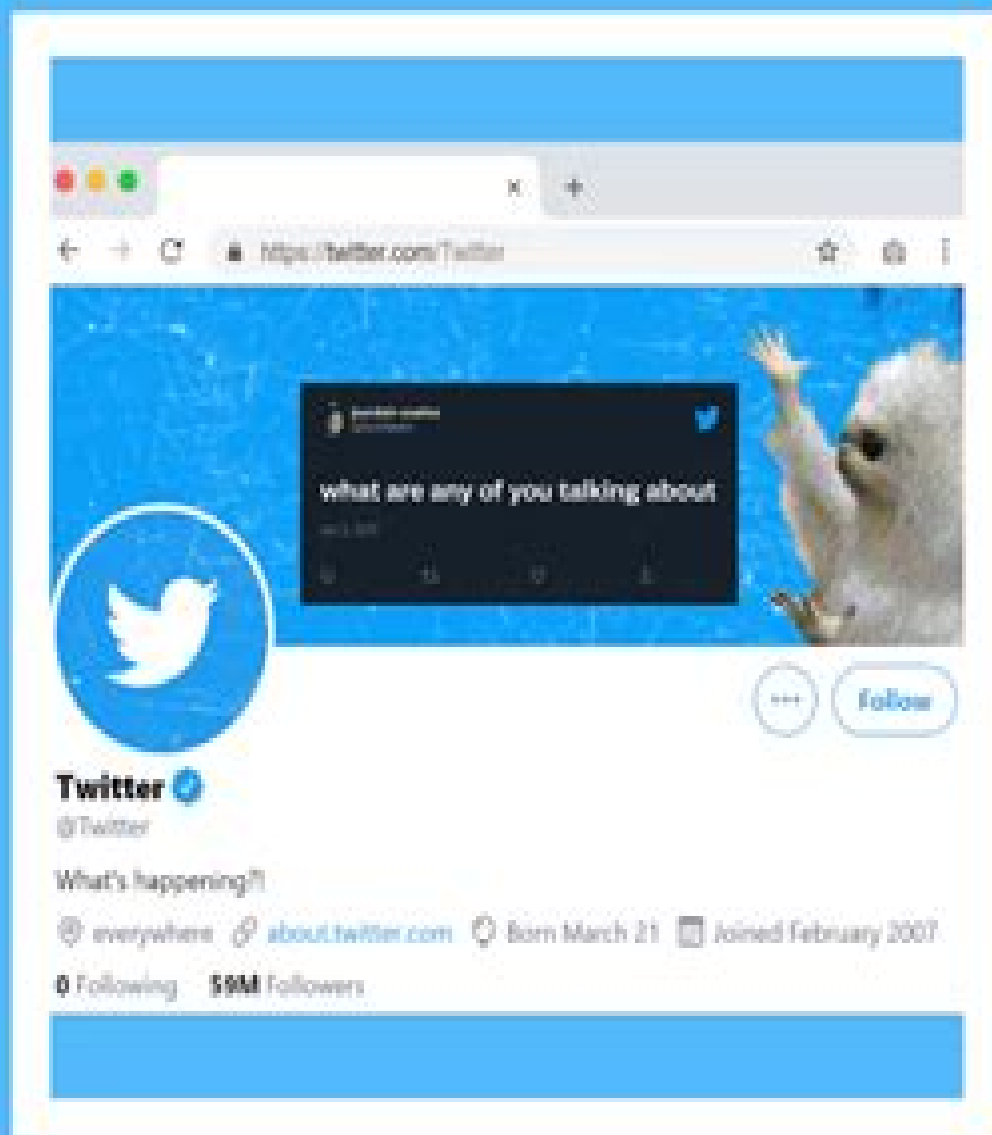 https://twitter.com/Twitter
what are any of you talking about
Follow
Twitter
@Twitter
What's happening?!
everywhere about.twitter.com Born March 21 Joined February 2007
0 Following 59M Followers